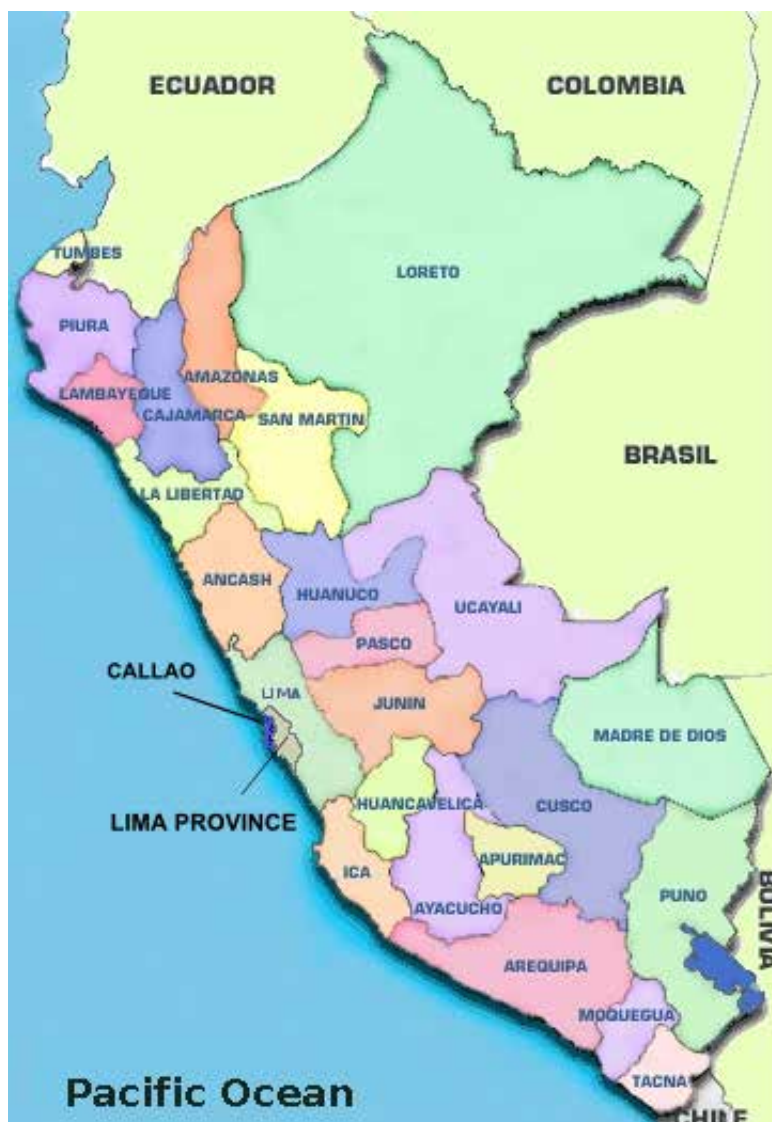 ECUADOR
COLOMBIA
TUMBES
LORETO
PIURA
AMAZONAS
LAMBAYEQUE
CAJAMARCA
SAN MARTIN
BRASIL
LA LIBERTAD
ANCASH
HUANUCO
UCAYALI
PASCO
CALLAO
LIMA
JUNIN
MADRE DE DIOS
HUANCAVELICA
CUSCO
LIMA PROVINCE
APURIMAC
ICA
PUNO
BOLIVIA
AYACUCHO
AREQUIPA
MOQUEGUA
TACNA
Pacific Ocean
CHILE